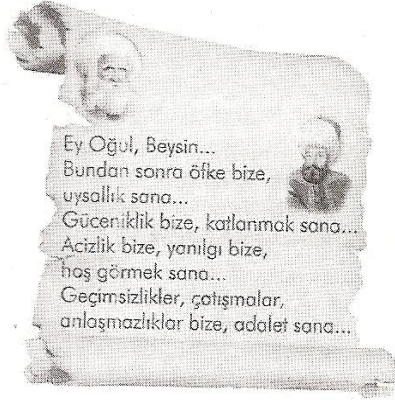 Ey Oğul, Beysin...
Bundan sonra öfke bize,
uysallık sana...
Güceniklik bize, katlanmak sana...
Acizlik bize, yanılgı bize,
hoş görmek sana...
Geçimsizlikler, çatışmalar,
anlaşmazlıklar bize, adalet sana...